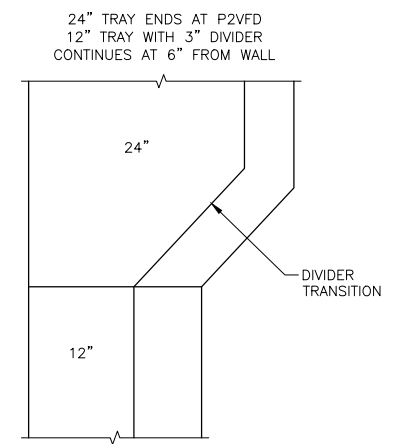 24” TRAY ENDS AT P2VFD
12” TRAY WITH 3” DIVIDER
CONTINUES AT 6” FROM WALL
24”
DIVIDER
TRANSITION
12”